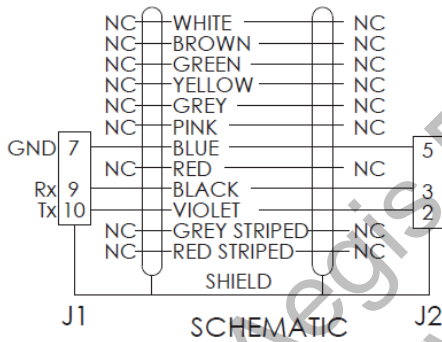 NC WHITE NC
NC BROWN NC
NC GREEN NC
NC YELLOW NC
NC GREY NC
NC PINK NC
GND 7 BLUE 5
NC RED NC
Rx 9 BLACK 3
Tx 10 VIOLET 2
NC GREY STRIPED NC
NC RED STRIPED NC
SHIELD
J1 SCHEMATIC J2
Aegis